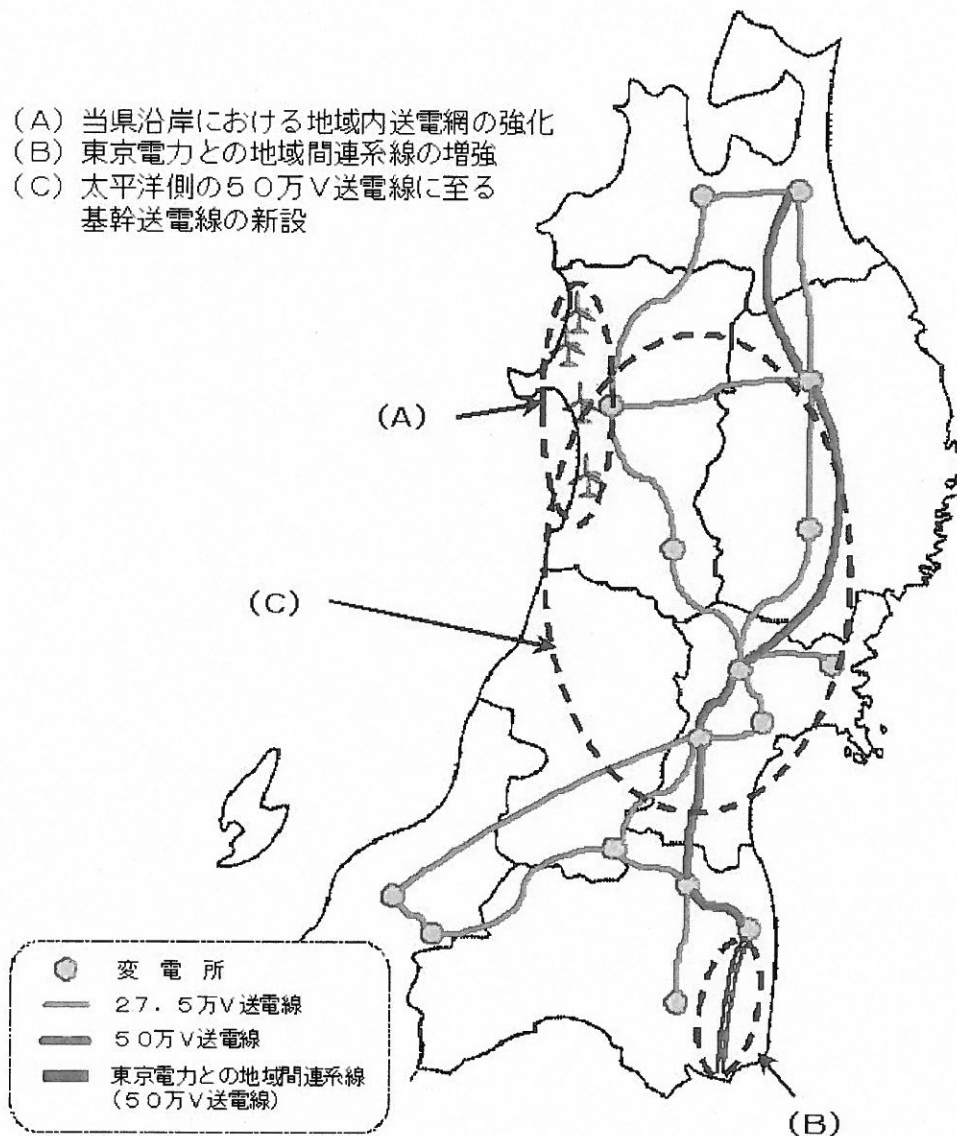 (A) 当県沿岸における地域内送電網の強化
(B) 東京電力との地域間連系線の増強
(C) 太平洋側の50万V送電線に至る
基幹送電線の新設
(A)
(C)
変電所
27.5万V送電線
50万V送電線
東京電力との地域間連系線
(50万V送電線)
(B)